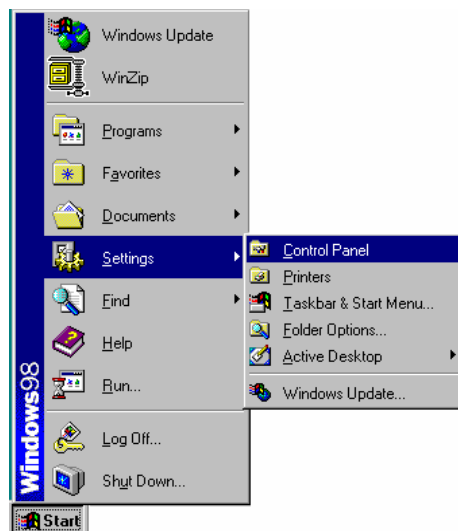 Windows Update
WinZip
Programs
Favorites
Documents
Settings
Find
Help
Run...
Log Off...
Shut Down...
Control Panel
Printers
Taskbar & Start Menu...
Folder Options...
Active Desktop
Windows Update...
Windows98
Start